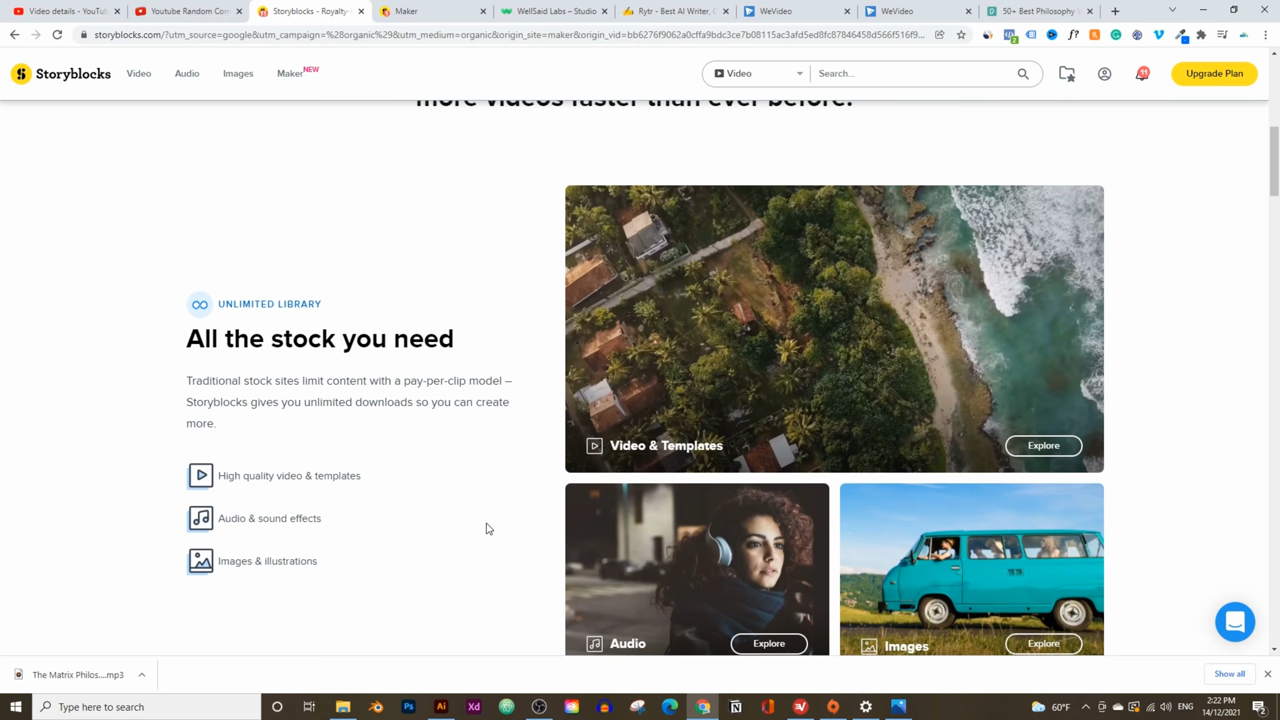 Video details - YouTu
Youtube Random Com
Storyblocks - Royalty-
Maker
WellSaid Labs – Studio
Rytr - Best AI Writer, C
WeVideo
WeVideo
50+ Best Philosophy V
storyblocks.com/?utm_source=google&utm_campaign=%28organic%29&utm_medium=organic&origin_site=maker&origin_vid=bb6276f9062a0cffa9bdc3ce7b08115ac3afd5ed8fc87846458d566f516f9...
Storyblocks
Video
Audio
Images
Maker NEW
Video
Search...
11
Upgrade Plan
more videos faster than ever before.
UNLIMITED LIBRARY
All the stock you need
Traditional stock sites limit content with a pay-per-clip model –
Storyblocks gives you unlimited downloads so you can create
more.
High quality video & templates
Audio & sound effects
Images & illustrations
Video & Templates
Explore
Audio
Explore
Images
Explore
The Matrix Philos....mp3
Show all
Type here to search
60°F
2:22 PM
14/12/2021